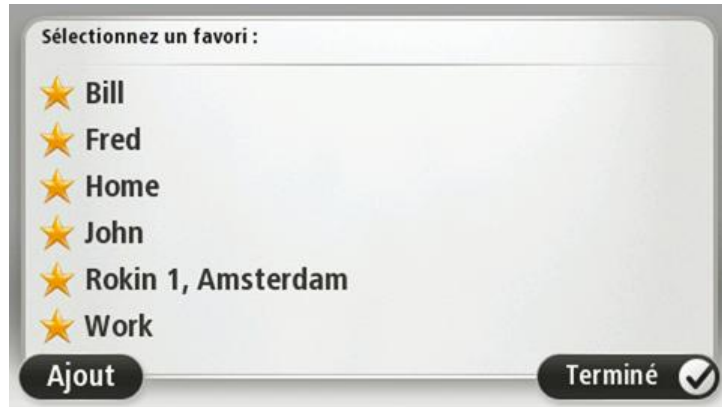 Sélectionnez un favori :
Bill
Fred
Home
John
Rokin 1, Amsterdam
Work
Ajout
Terminé